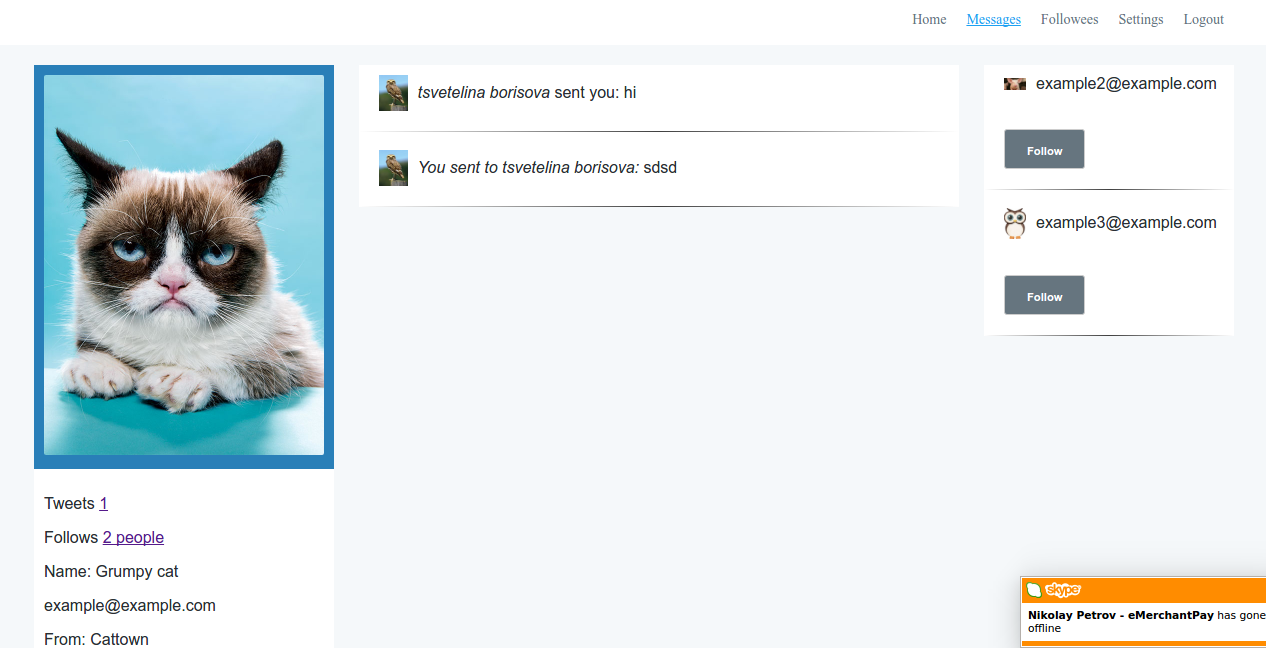 Home Messages Followees Settings Logout
tsvetelina borisova sent you: hi
You sent to tsvetelina borisova: sdsd
example2@example.com
Follow
example3@example.com
Follow
Tweets 1
Follows 2 people
Name: Grumpy cat
example@example.com
From: Cattown
skype
Nikolay Petrov - eMerchantPay has gone
offline